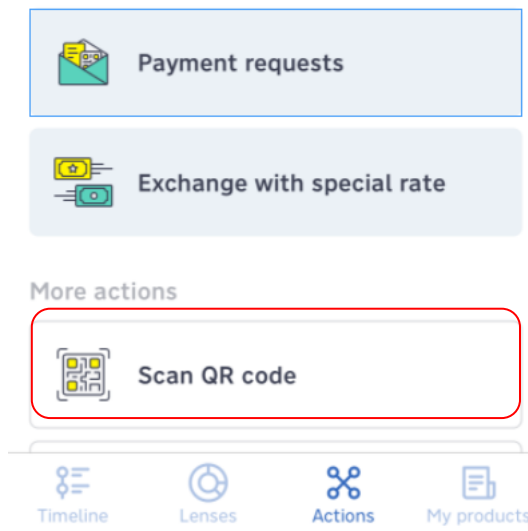 Payment requests
Exchange with special rate
More actions
Scan QR code
Timeline
Lenses
Actions
My products